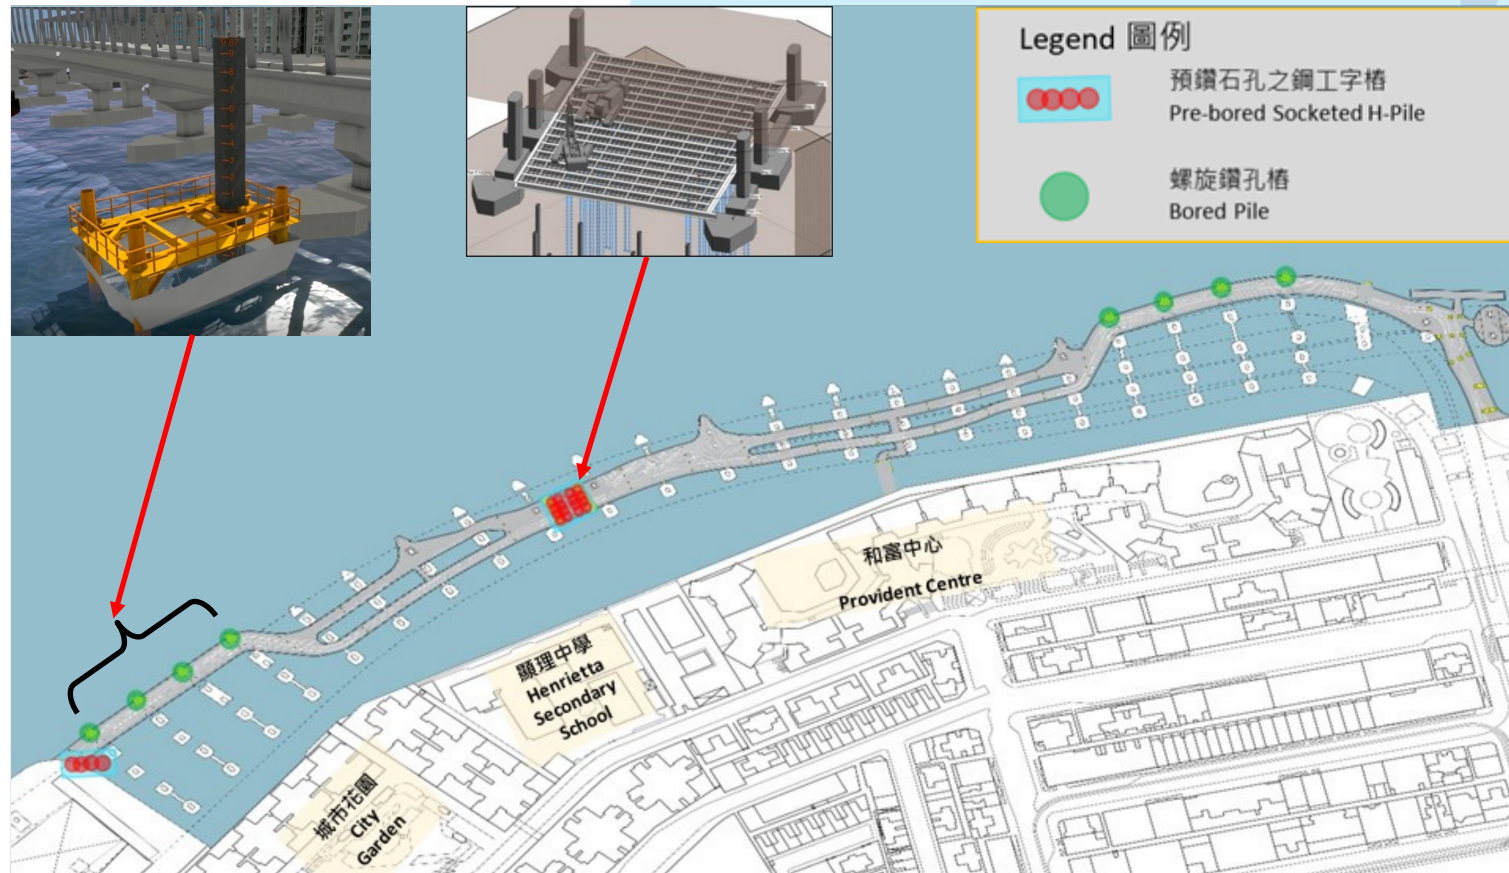 Legend 圖例
預鑽石孔之鋼工字樁
Pre-bored Socketed H-Pile
螺旋鑽孔樁
Bored Pile
和富中心
Provident Centre
顯理中學
Henrietta
Secondary
School
城市花園
City
Garden